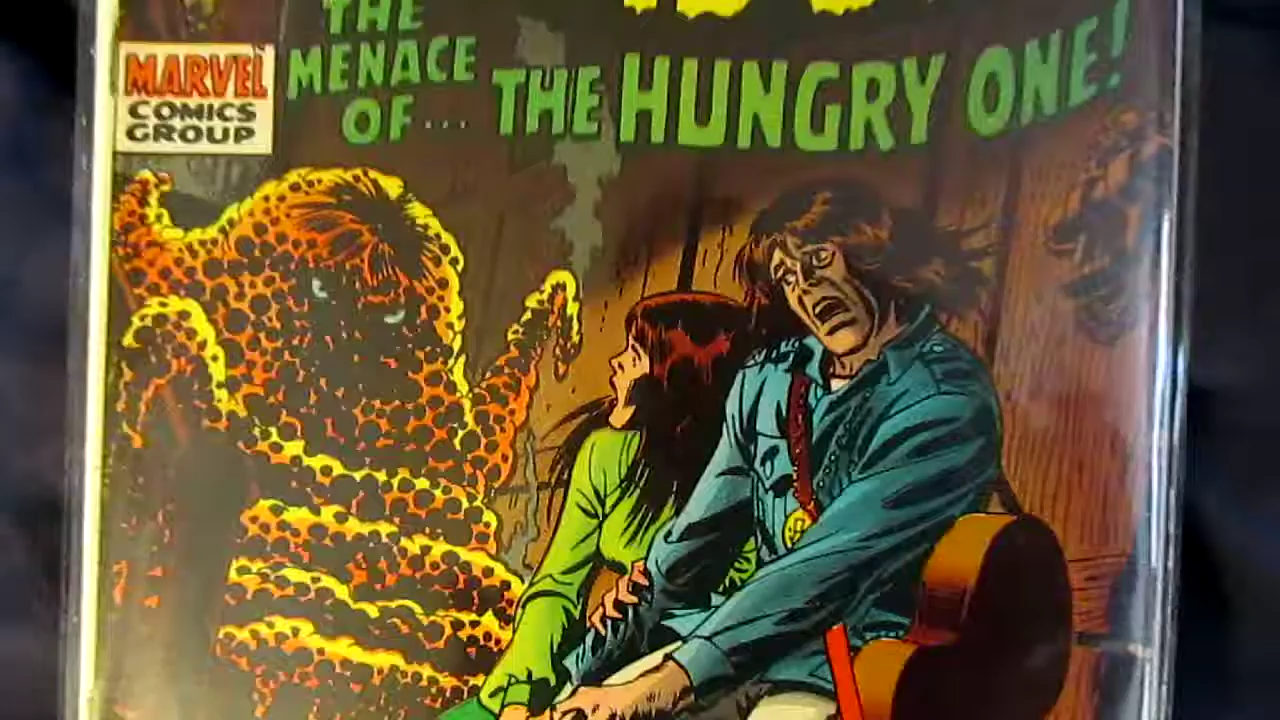 THE
MENACE
OF... THE HUNGRY ONE!
MARVEL
COMICS
GROUP